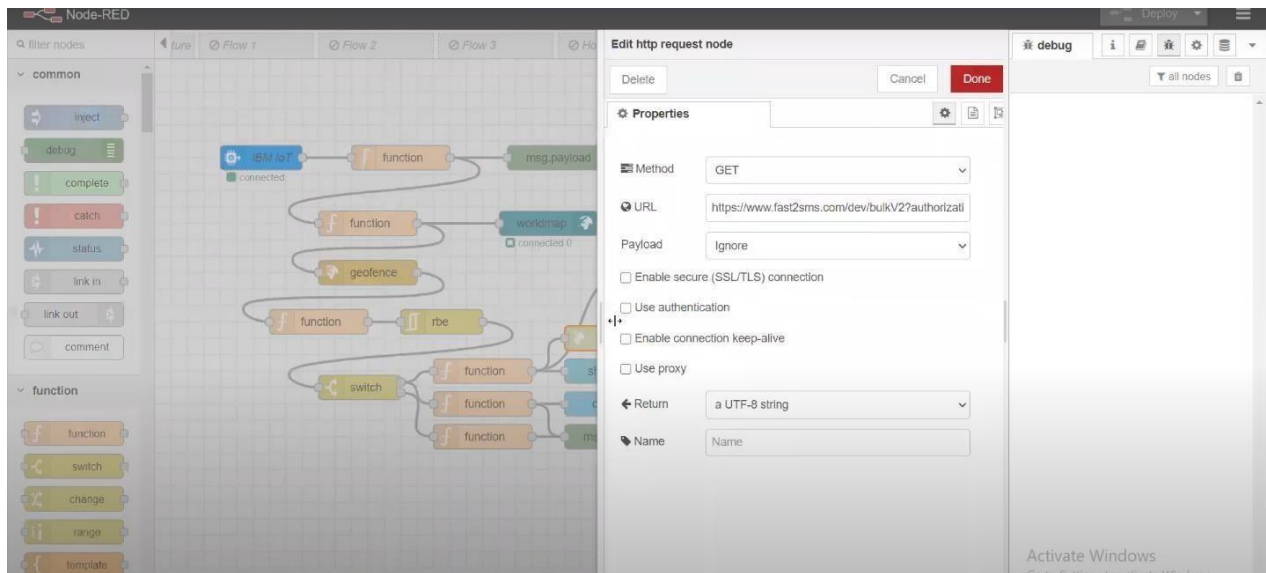 Node-RED
Deploy
filter nodes
ture
Flow 1
Flow 2
Flow 3
Edit http request node
debug
i
common
Delete
Cancel
Done
all nodes
Properties
inject
debug
complete
catch
status
link in
link out
comment
function
function
switch
change
range
template
IBM IoT
connected
function
msg.payload
function
worldmap
connected 0
geofence
function
rbe
switch
function
function
function
Method
GET
URL
https://www.fast2sms.com/dev/bulkV2?authorizati
Payload
Ignore
Enable secure (SSL/TLS) connection
Use authentication
Enable connection keep-alive
Use proxy
Return
a UTF-8 string
Name
Name
Activate Windows